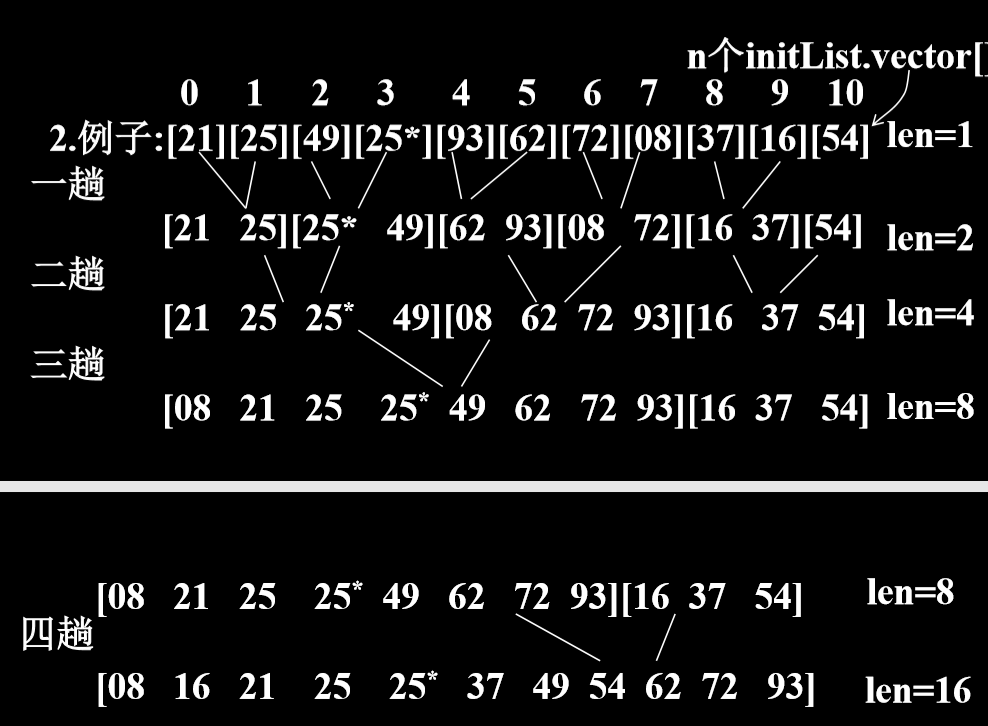 n个initList.vector[]
0 1 2 3 4 5 6 7 8 9 10
2.例子:[21][25][49][25*][93][62][72][08][37][16][54] len=1
一趟
[21 25][25* 49][62 93][08 72][16 37][54] len=2
二趟
[21 25 25* 49][08 62 72 93][16 37 54] len=4
三趟
[08 21 25 25* 49 62 72 93][16 37 54] len=8
[08 21 25 25* 49 62 72 93][16 37 54] len=8
四趟
[08 16 21 25 25* 37 49 54 62 72 93] len=16